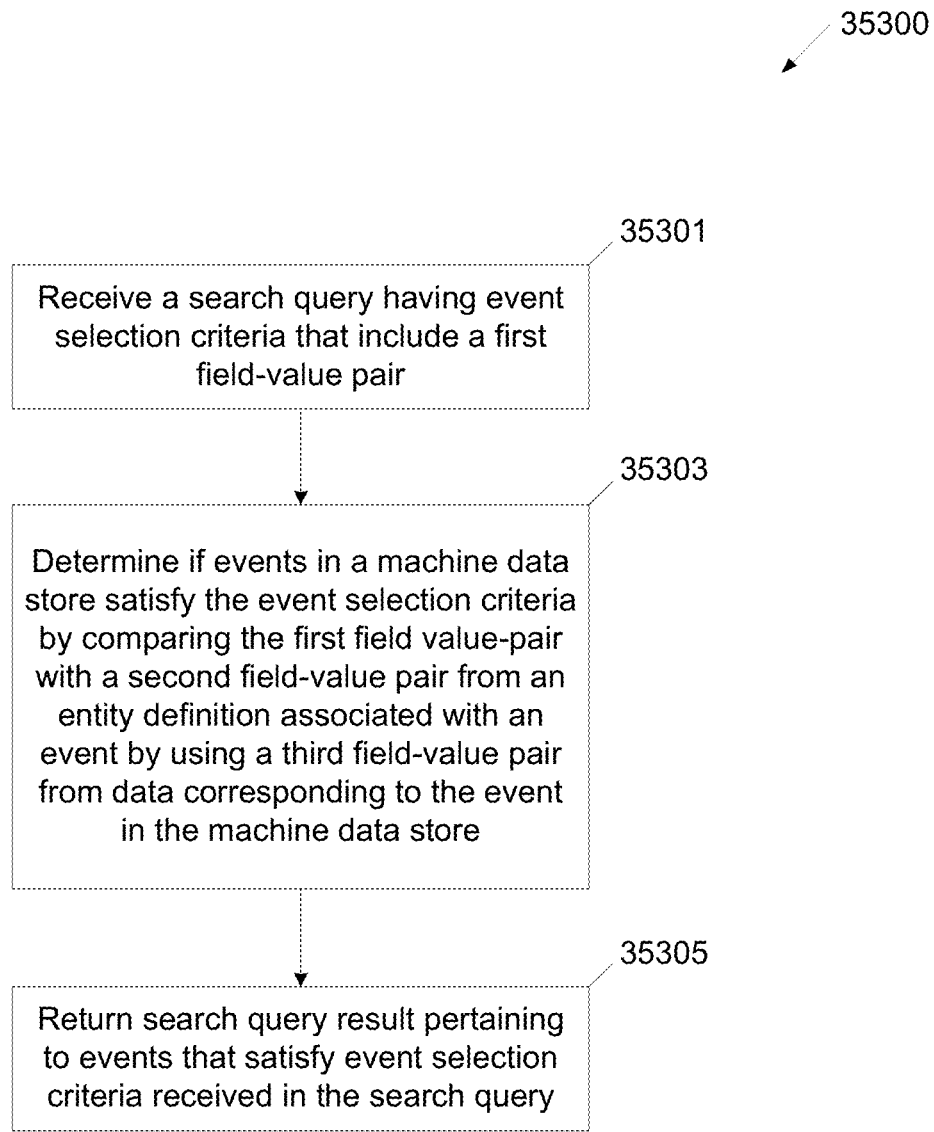 35300
35301
Receive a search query having event
selection criteria that include a first
field-value pair
35303
Determine if events in a machine data
store satisfy the event selection criteria
by comparing the first field value-pair
with a second field-value pair from an
entity definition associated with an
event by using a third field-value pair
from data corresponding to the event
in the machine data store
35305
Return search query result pertaining
to events that satisfy event selection
criteria received in the search query